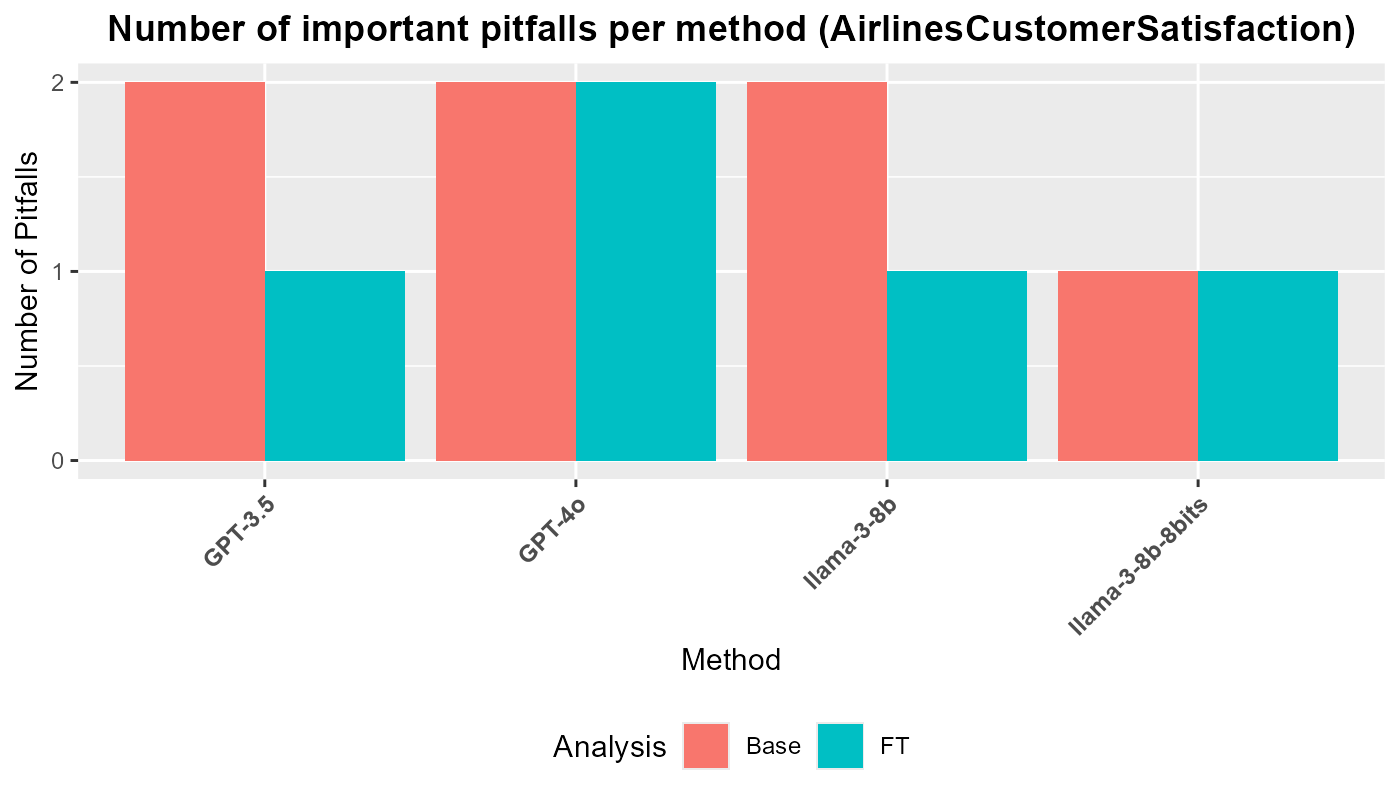 Number of important pitfalls per method (AirlinesCustomerSatisfaction)
Number of Pitfalls
2
1
0
GPT-3.5
GPT-4o
llama-3-8b
llama-3-8b-8bits
Method
Analysis Base FT